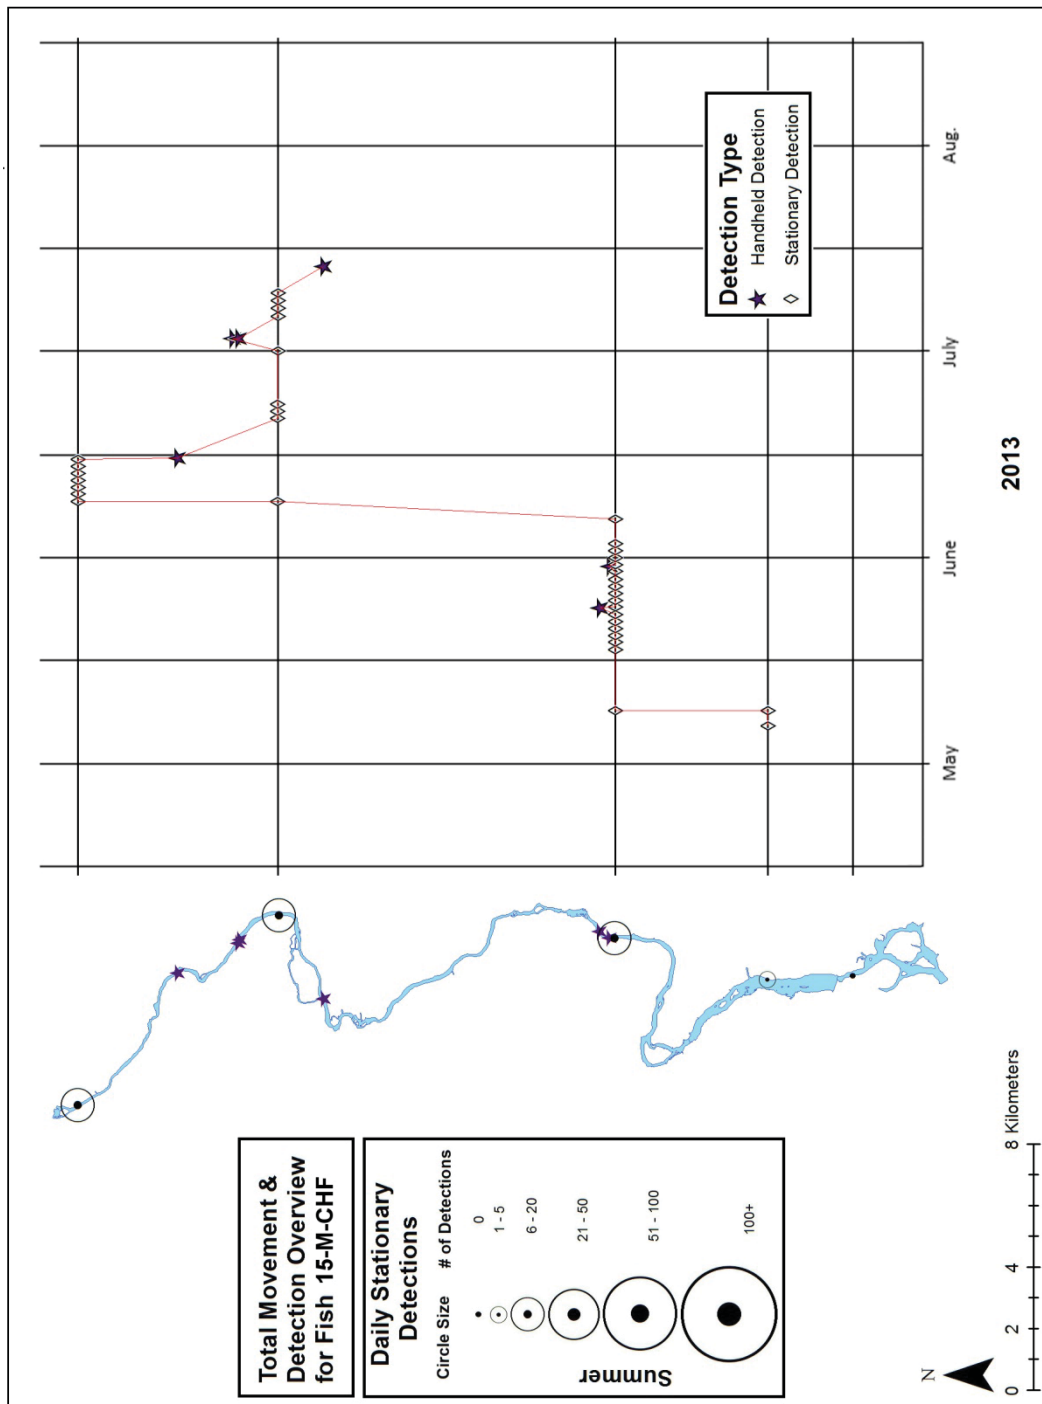 Total Movement &
Detection Overview
for Fish 15-M-CHF
Daily Stationary
Detections
Circle Size # of Detections
0
1 - 5
6 - 20
21 - 50
51 - 100
100+
Summer
N
0 2 4 8 Kilometers
Detection Type
Handheld Detection
Stationary Detection
May June July Aug.
2013